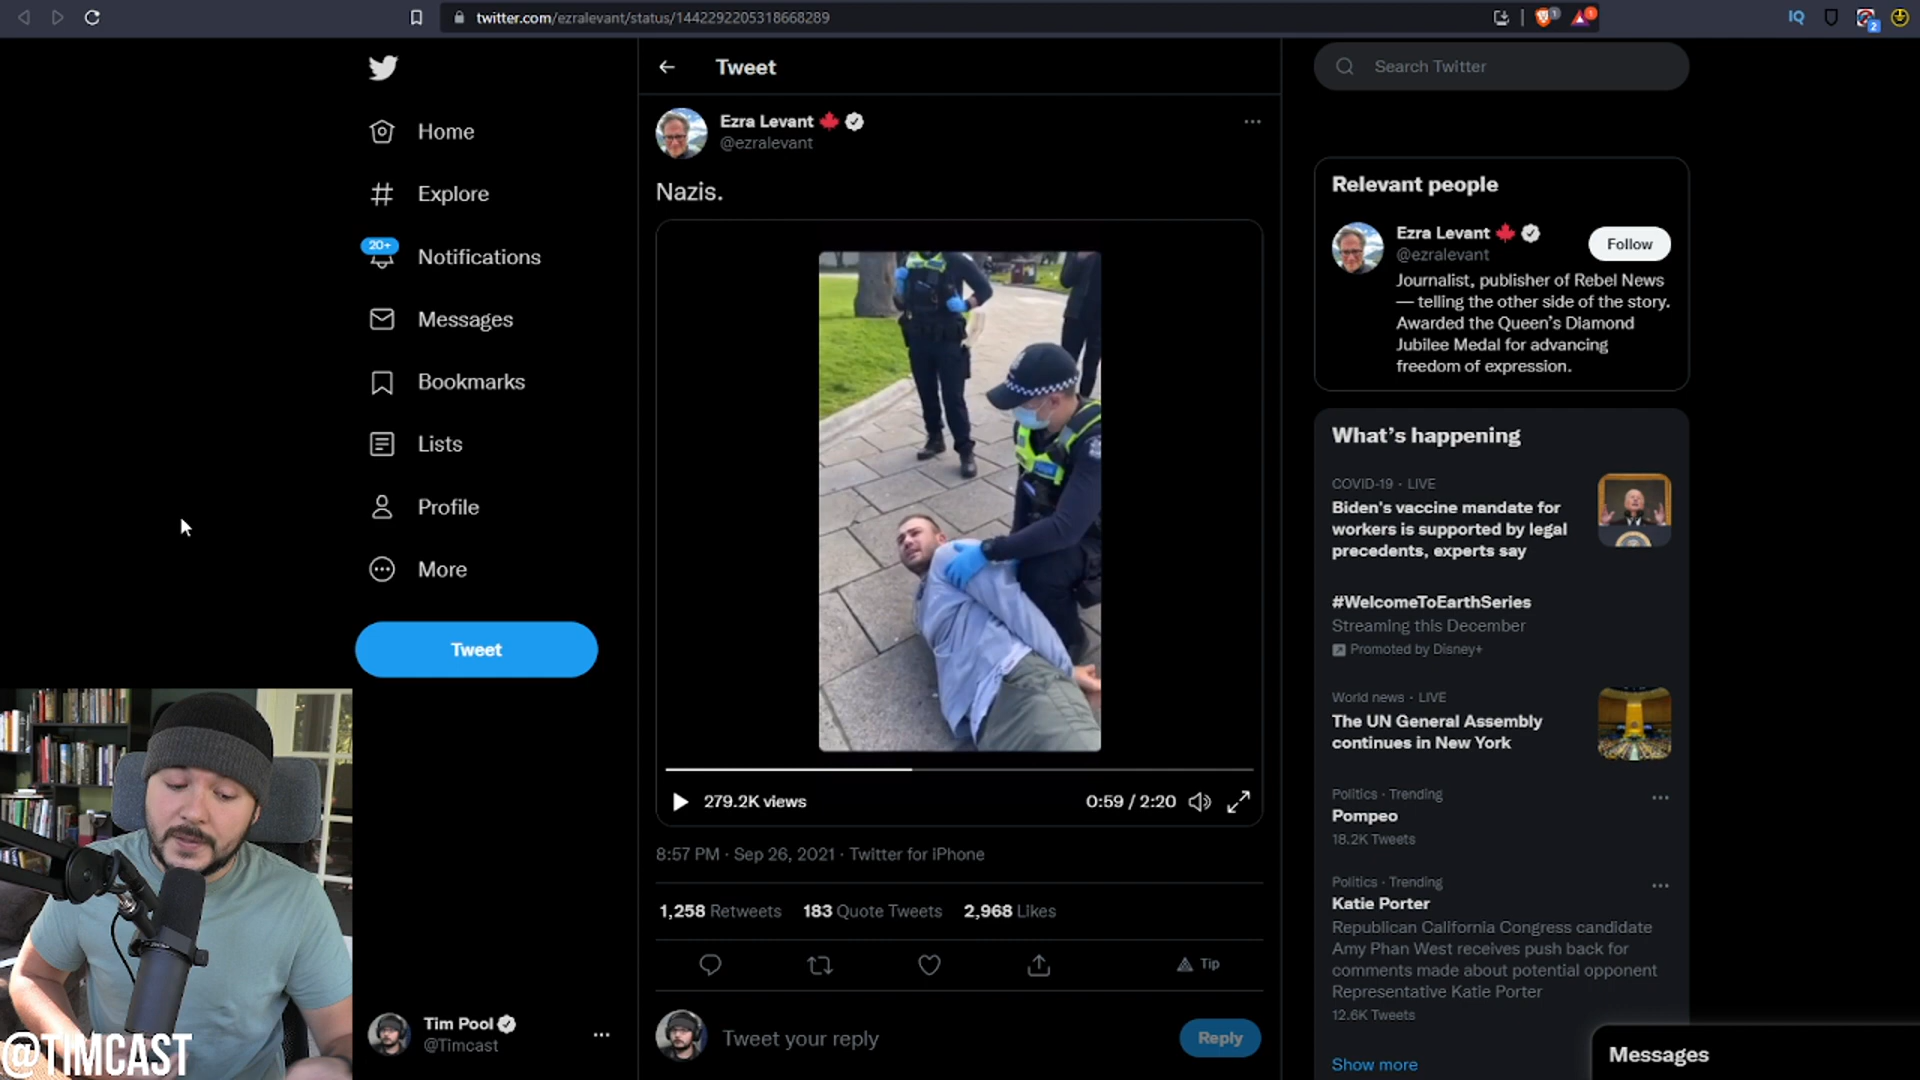 twitter.com/ezralevant/status/1442292205318668289
1
1
IQ
2
Home
Explore
20+
Notifications
Messages
Bookmarks
Lists
Profile
More
Tweet
Tim Pool
@Timcast
@TIMCAST
Tweet
Ezra Levant
@ezralevant
Nazis.
279.2K views
0:59 / 2:20
8:57 PM · Sep 26, 2021 · Twitter for iPhone
1,258 Retweets 183 Quote Tweets 2,968 Likes
Tip
Tweet your reply
Reply
Search Twitter
Relevant people
Ezra Levant
@ezralevant
Follow
Journalist, publisher of Rebel News
— telling the other side of the story.
Awarded the Queen's Diamond
Jubilee Medal for advancing
freedom of expression.
What's happening
COVID-19 · LIVE
Biden's vaccine mandate for
workers is supported by legal
precedents, experts say
#WelcomeToEarthSeries
Streaming this December
Promoted by Disney+
World news · LIVE
The UN General Assembly
continues in New York
Politics · Trending
Pompeo
18.2K Tweets
Politics · Trending
Katie Porter
Republican California Congress candidate
Amy Phan West receives push back for
comments made about potential opponent
Representative Katie Porter
12.6K Tweets
Show more
Messages